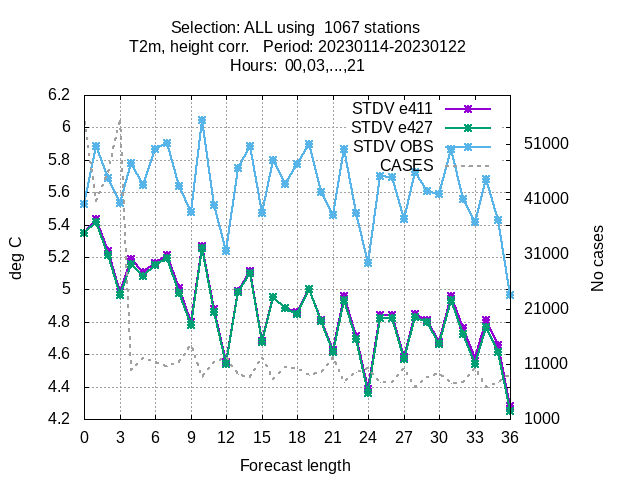 Selection: ALL using  1067 stations
T2m, height corr.   Period: 20230114-20230122
Hours:  00,03,...,21
STDV e411
STDV e427
STDV OBS
CASES
deg C
6.2
6
5.8
5.6
5.4
5.2
5
4.8
4.6
4.4
4.2
51000
41000
31000
21000
11000
1000
No cases
0 3 6 9 12 15 18 21 24 27 30 33 36
Forecast length